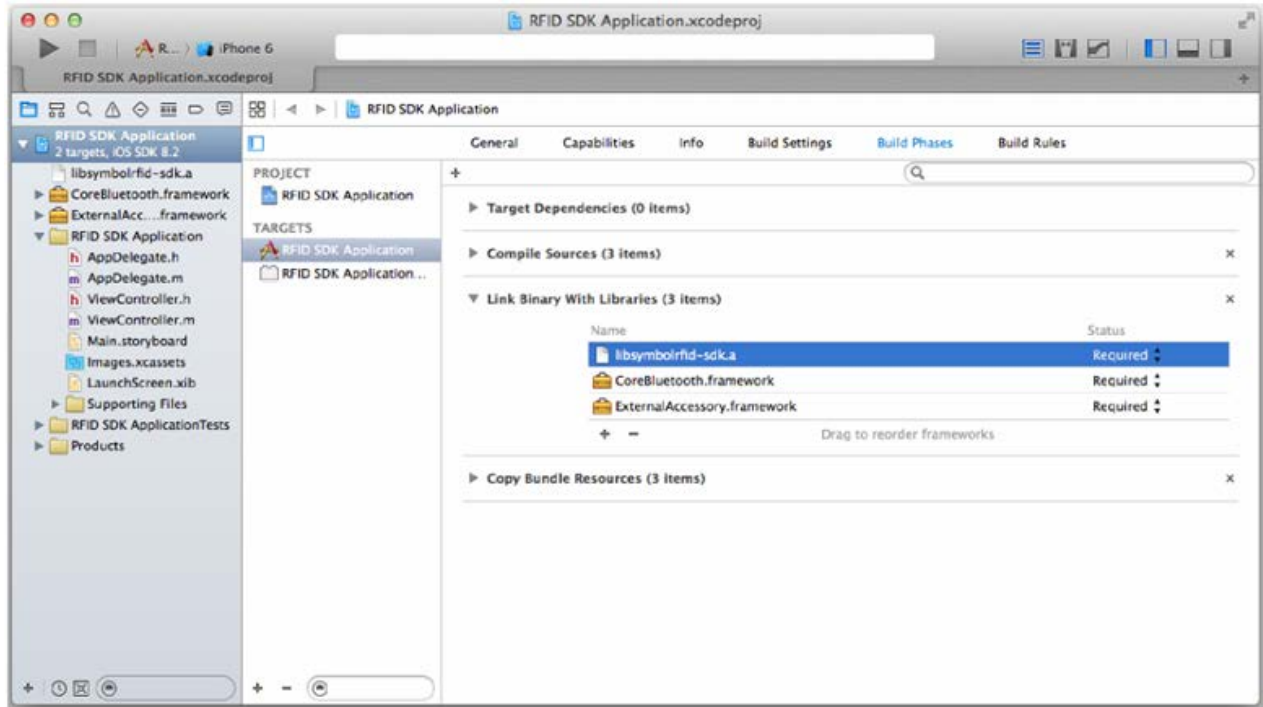 RFID SDK Application.xcodeproj
R... iPhone 6
RFID SDK Application.xcodeproj
RFID SDK Application
RFID SDK Application
2 targets, iOS SDK 8.2
libsymbolrfid-sdk.a
CoreBluetooth.framework
ExternalAcc....framework
RFID SDK Application
AppDelegate.h
AppDelegate.m
ViewController.h
ViewController.m
Main.storyboard
Images.xcassets
LaunchScreen.xib
Supporting Files
RFID SDK ApplicationTests
Products
PROJECT
RFID SDK Application
TARGETS
RFID SDK Application
RFID SDK Application...
General Capabilities Info Build Settings Build Phases Build Rules
Target Dependencies (0 items)
Compile Sources (3 items)
Link Binary With Libraries (3 items)
Name Status
libsymbolrfid-sdk.a Required
CoreBluetooth.framework Required
ExternalAccessory.framework Required
Drag to reorder frameworks
Copy Bundle Resources (3 items)